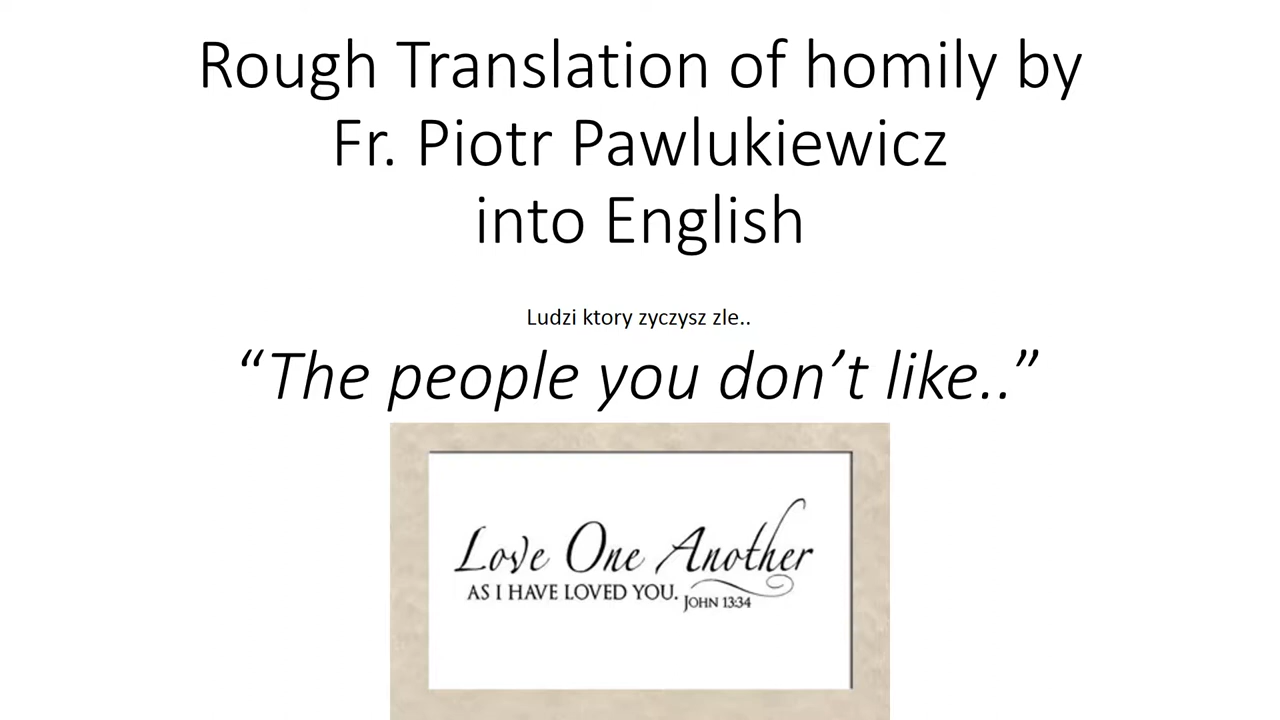 Rough Translation of homily by
Fr. Piotr Pawlukiewicz
into English
Ludzi ktory zyczysz zle..
“The people you don’t like..”
Love One Another
AS I HAVE LOVED YOU. JOHN 13:34